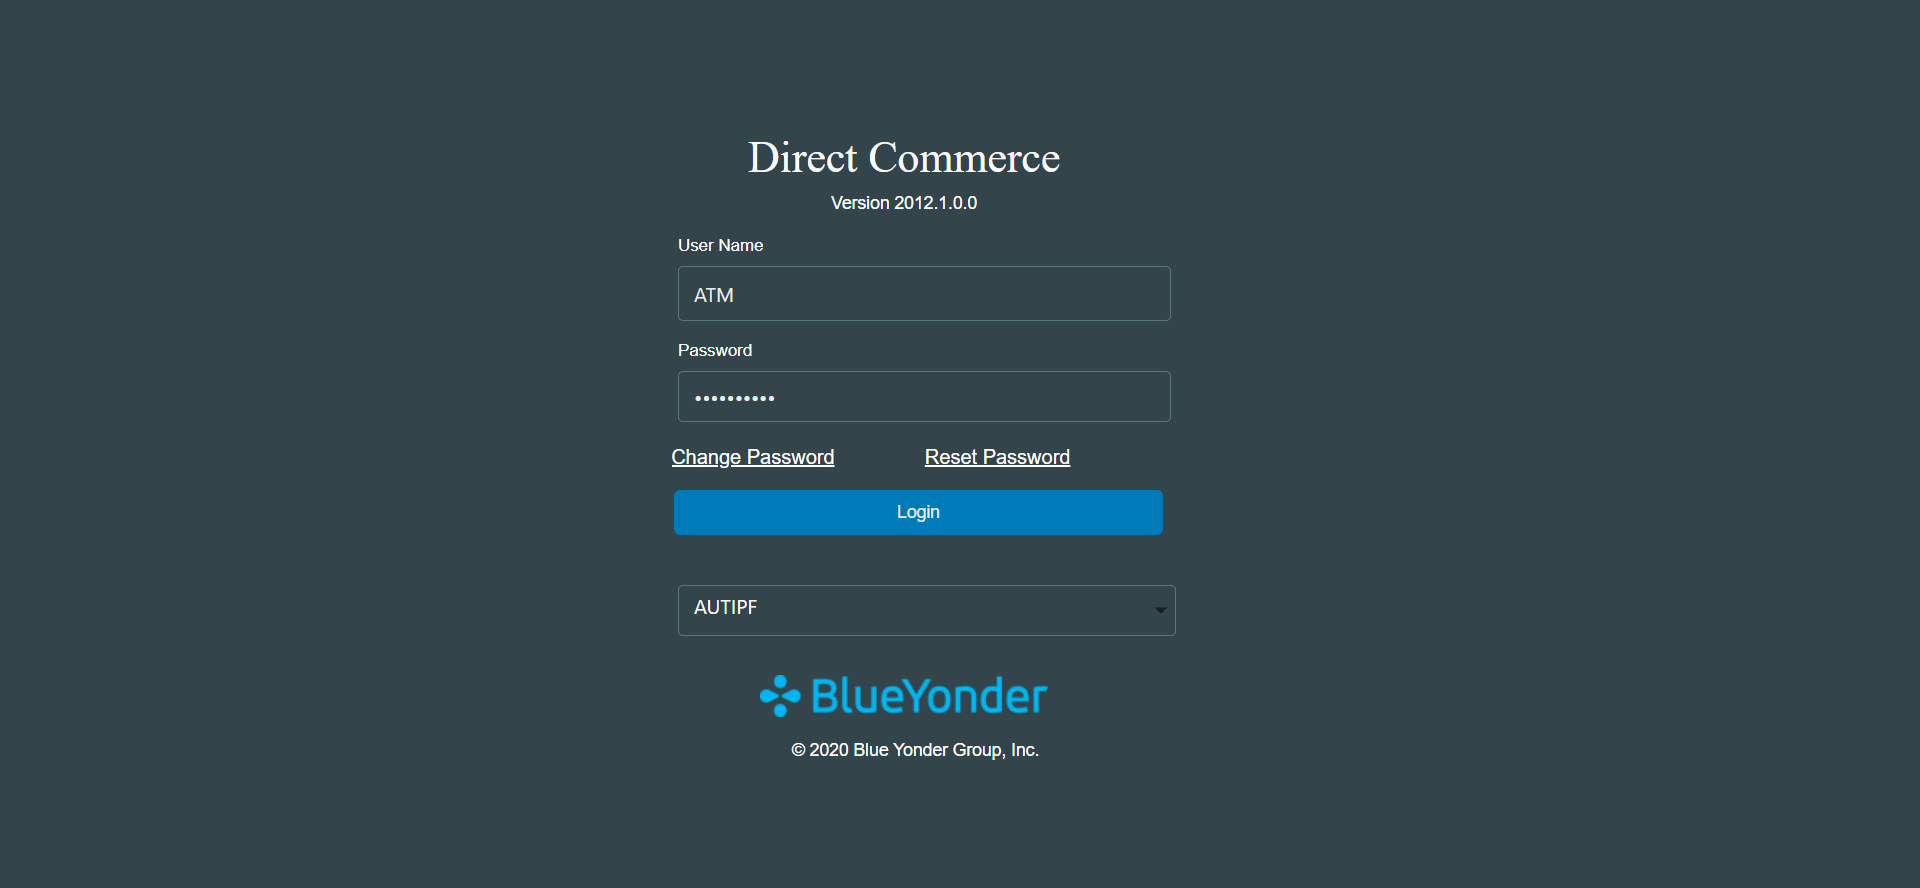 Direct Commerce
Version 2012.1.0.0
User Name
ATM
Password
••••••••••
Change Password Reset Password
Login
AUTIPF
BlueYonder
© 2020 Blue Yonder Group, Inc.